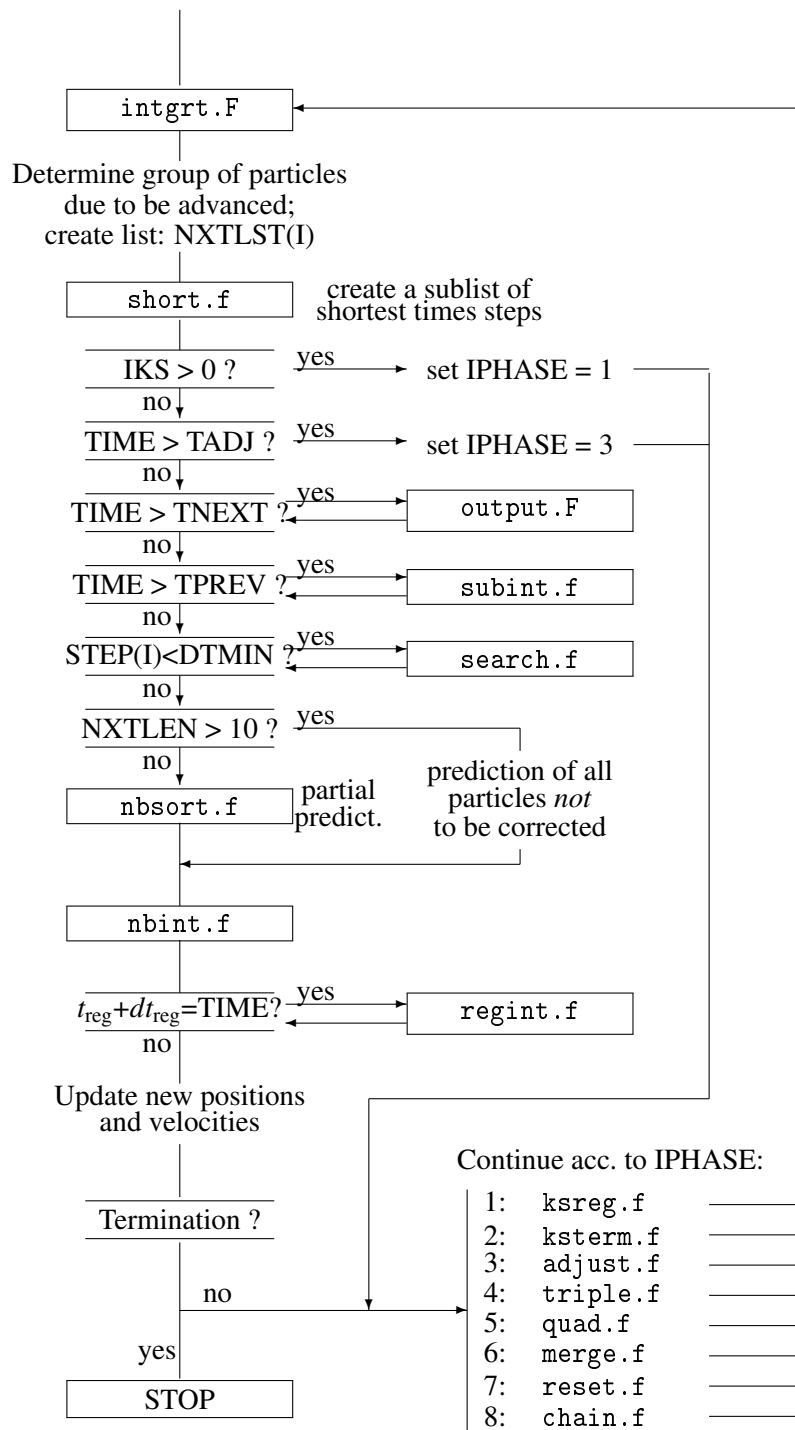 intgrt.F
Determine group of particles
due to be advanced;
create list: NXTLST(I)
short.f
create a sublist of
shortest times steps
IKS > 0 ?
yes
set IPHASE = 1
no
TIME > TADJ ?
yes
set IPHASE = 3
no
TIME > TNEXT ?
yes
output.F
no
TIME > TPREV ?
yes
subint.f
no
STEP(I)<DTMIN ?
yes
search.f
no
NXTLEN > 10 ?
yes
no
nbsort.f
partial
predict.
prediction of all
particles not
to be corrected
nbint.f
t_reg+dt_reg=TIME?
yes
regint.f
no
Update new positions
and velocities
Continue acc. to IPHASE:
1: ksreg.f
2: ksterm.f
3: adjust.f
4: triple.f
5: quad.f
6: merge.f
7: reset.f
8: chain.f
Termination ?
no
yes
STOP